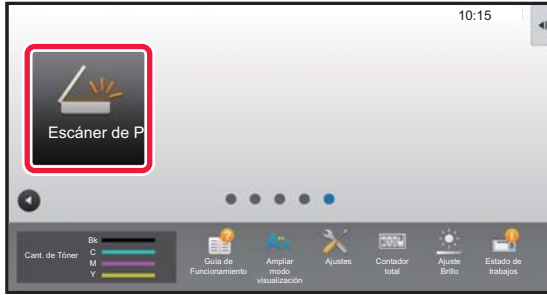 10:15
Escáner de P
Cant. de Tóner
Bk
C
M
Y
Guía de
Funcionamiento
Ampliar
modo
visualización
Ajustes
Contador
total
Ajuste
Brillo
Estado de
trabajos